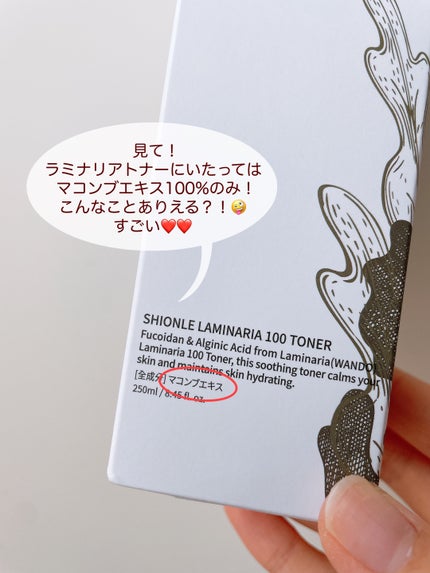 見て！
ラミナリアトナーにいたっては
マコンブエキス100%のみ！
こんなことありえる？！🤪
すごい❤️❤️
SHIONLE LAMINARIA 100 TONER
Fucoidan & Alginic Acid from Laminaria(WANDO)
Laminaria 100 Toner, this soothing toner calms your
skin and maintains skin hydrating.
[全成分] マコンブエキス
250ml / 8.45 fl. oz.